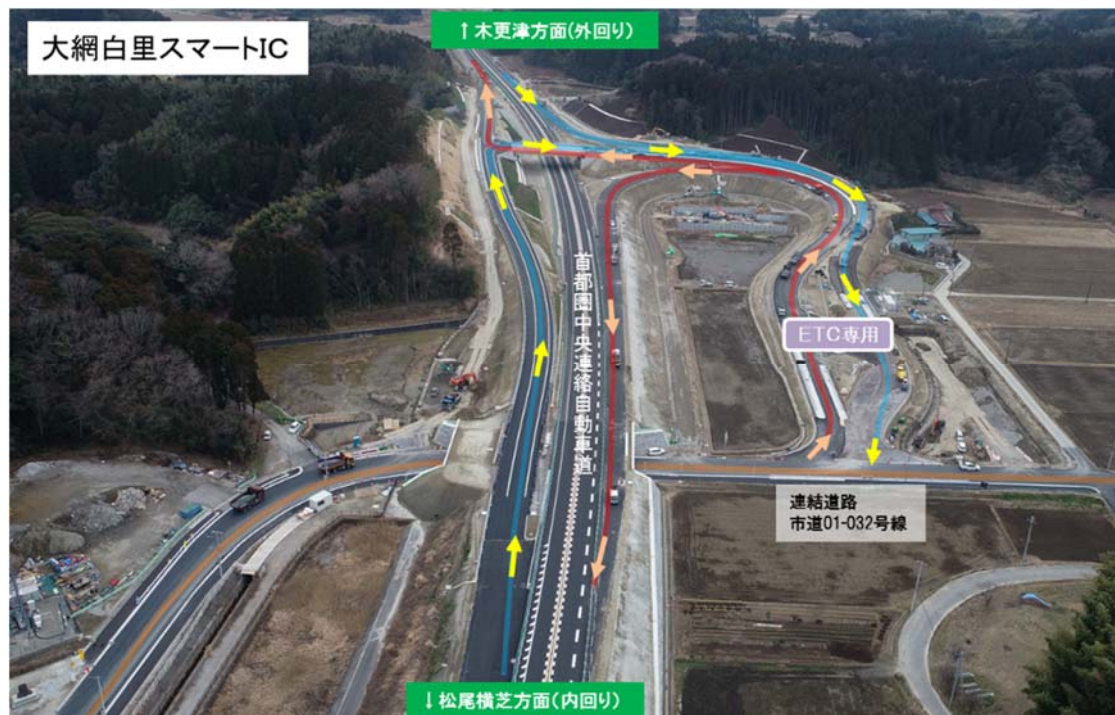 大網白里スマートIC
↑木更津方面(外回り)
首都圏中央連絡自動車道
ETC専用
連結道路
市道01-032号線
↓松尾横芝方面(内回り)